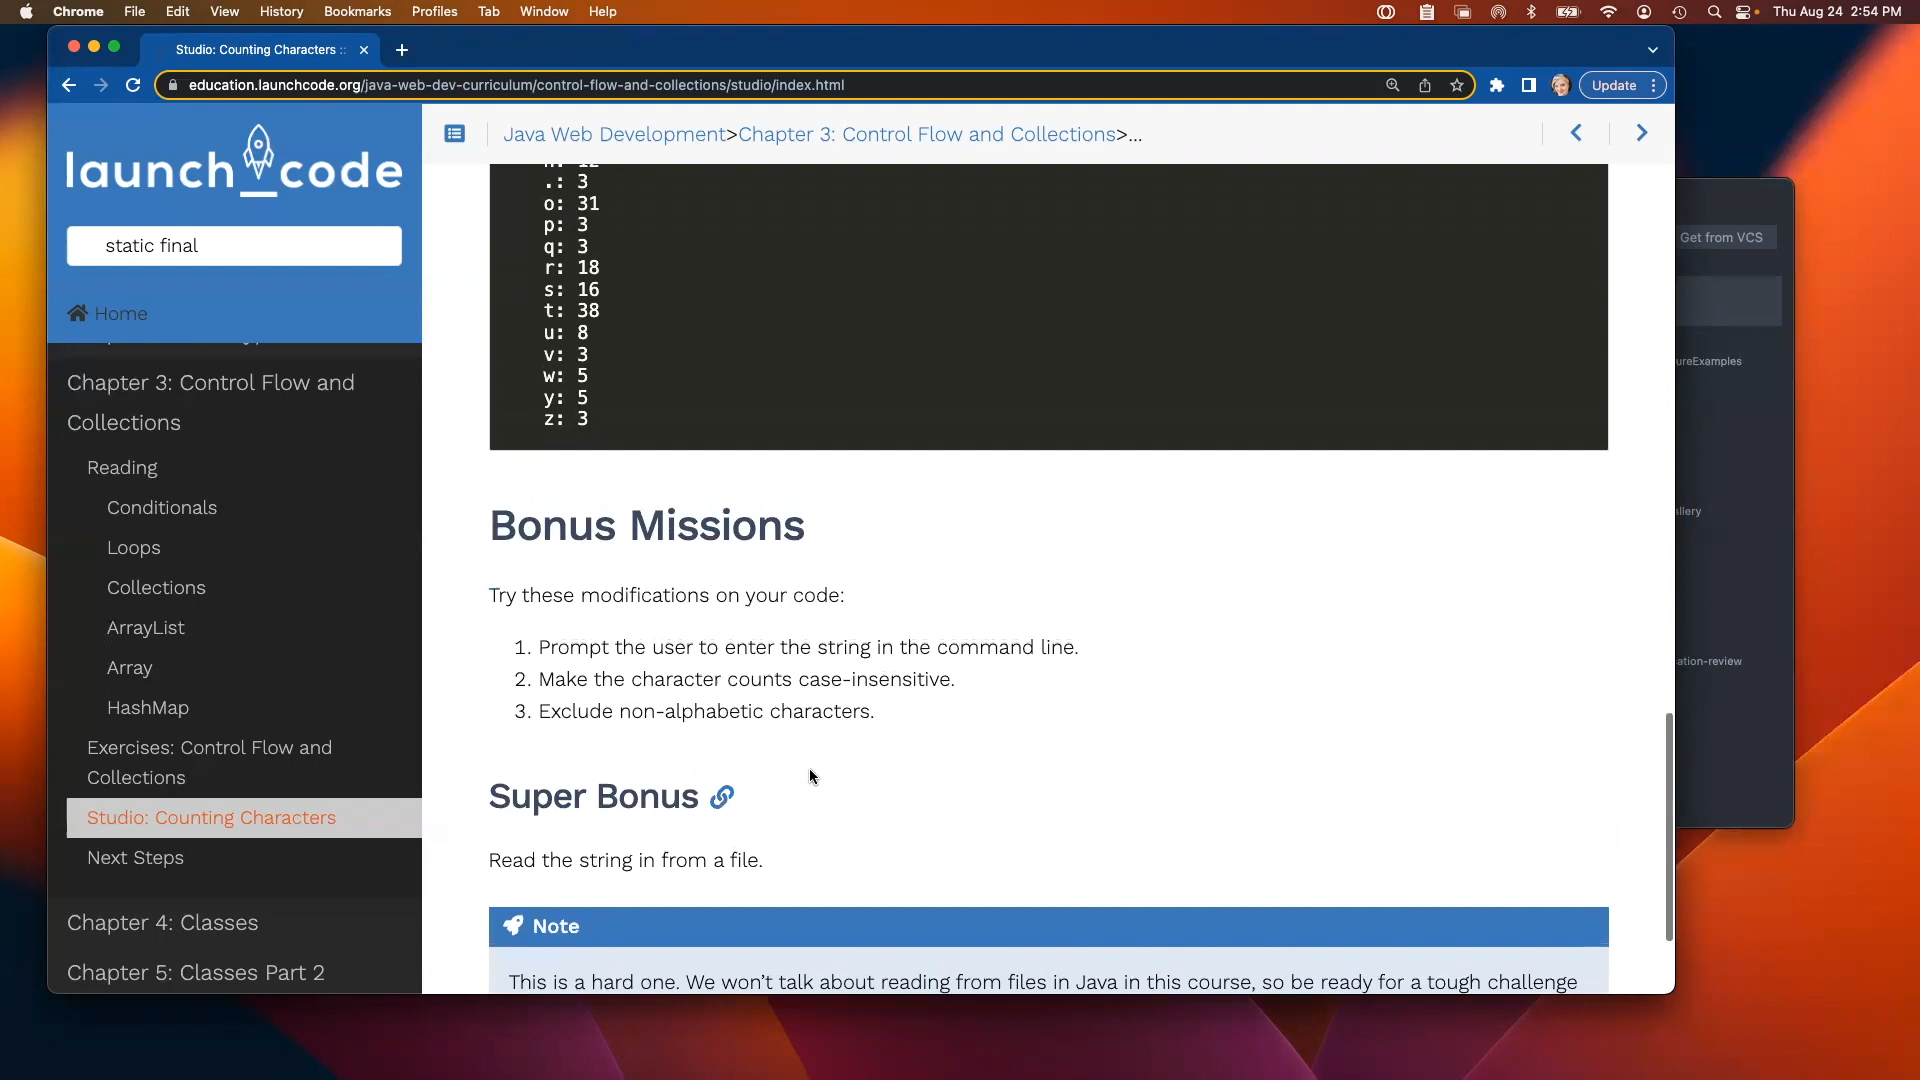 Chrome File Edit View History Bookmarks Profiles Tab Window Help Thu Aug 24 2:54 PM
Studio: Counting Characters ::
education.launchcode.org/java-web-dev-curriculum/control-flow-and-collections/studio/index.html Update
launch_code
static final
Home
Chapter 3: Control Flow and
Collections
Reading
Conditionals
Loops
Collections
ArrayList
Array
HashMap
Exercises: Control Flow and
Collections
Studio: Counting Characters
Next Steps
Chapter 4: Classes
Chapter 5: Classes Part 2
Java Web Development>Chapter 3: Control Flow and Collections>...
.: 3
o: 31
p: 3
q: 3
r: 18
s: 16
t: 38
u: 8
v: 3
w: 5
y: 5
z: 3
Bonus Missions
Try these modifications on your code:
1. Prompt the user to enter the string in the command line.
2. Make the character counts case-insensitive.
3. Exclude non-alphabetic characters.
Super Bonus
Read the string in from a file.
Note
This is a hard one. We won't talk about reading from files in Java in this course, so be ready for a tough challenge
Get from VCS
ureExamples
llery
ation-review